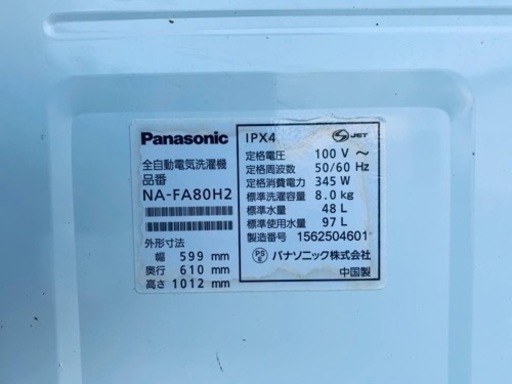 Panasonic
全自動電気洗濯機
品番
NA-FA80H2
外形寸法
幅 599 mm
奥行 610 mm
高さ 1012 mm
IPX4
S JET
定格電圧 100 V ~
定格周波数 50/60 Hz
定格消費電力 345 W
標準洗濯容量 8.0kg
標準水量 48 L
標準使用水量 97 L
製造番号 1562504601
PSE パナソニック株式会社
中国製